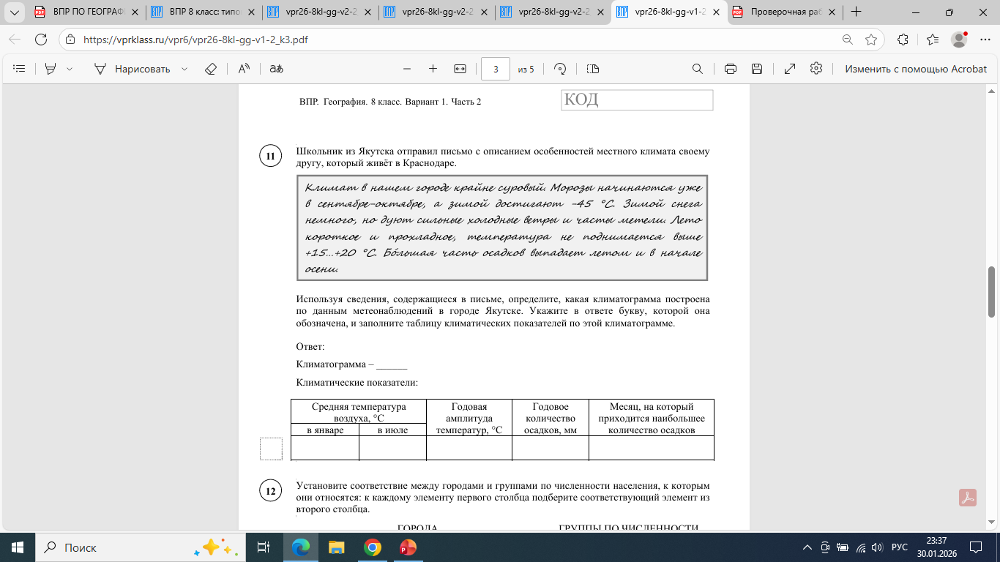 ВПР ПО ГЕОГРАФ
ВПР 8 класс: типо
vpr26-8kl-gg-v2-2
vpr26-8kl-gg-v2-2
vpr26-8kl-gg-v2-2
vpr26-8kl-gg-v1-2
Проверочная раб
https://vprklass.ru/vpr6/vpr26-8kl-gg-v1-2_k3.pdf
Нарисовать
3 из 5
Изменить с помощью Acrobat
ВПР. География. 8 класс. Вариант 1. Часть 2
КОД
11
Школьник из Якутска отправил письмо с описанием особенностей местного климата своему
другу, который живёт в Краснодаре.
Климат в нашем городе крайне суровый. Морозы начинаются уже
в сентябре-октябре, а зимой достигают -45 °С. Зимой снега
немного, но дуют сильные холодные ветры и часты метели. Лето
короткое и прохладное, температура не поднимается выше
+15...+20 °С. Бо́льшая часть осадков выпадает летом и в начале
осени.
Используя сведения, содержащиеся в письме, определите, какая климатограмма построена
по данным метеонаблюдений в городе Якутске. Укажите в ответе букву, которой она
обозначена, и заполните таблицу климатических показателей по этой климатограмме.
Ответ:
Климатограмма – ______
Климатические показатели:
Средняя температура воздуха, °С
в январе
в июле
Годовая амплитуда температур, °С
Годовое количество осадков, мм
Месяц, на который приходится наибольшее количество осадков
12
Установите соответствие между городами и группами по численности населения, к которым
они относятся: к каждому элементу первого столбца подберите соответствующий элемент из
второго столбца.
ГОРОДА
ГРУППЫ ПО ЧИСЛЕННОСТИ
Поиск
РУС
23:37
30.01.2026